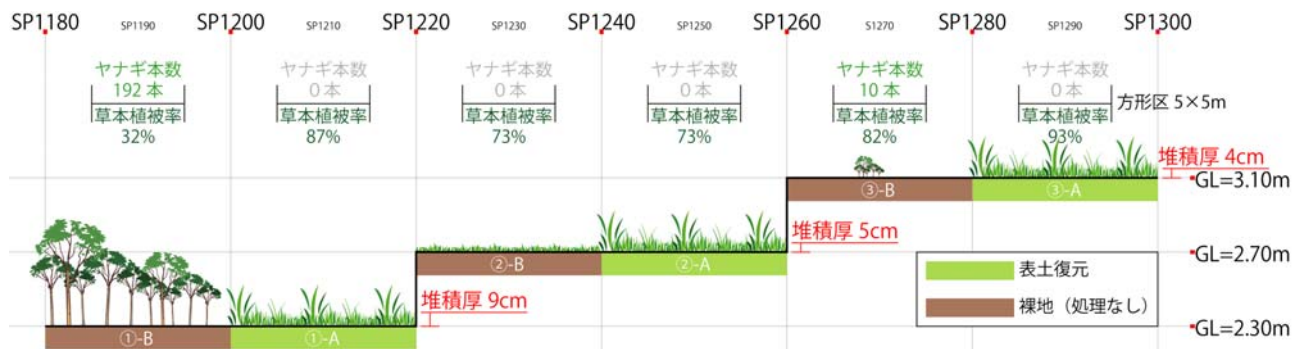 SP1180 SP1190 SP1200 SP1210 SP1220 SP1230 SP1240 SP1250 SP1260 S1270 SP1280 SP1290 SP1300
ヤナギ本数 ヤナギ本数 ヤナギ本数 ヤナギ本数 ヤナギ本数 ヤナギ本数
192 本 0 本 0 本 0 本 10 本 0 本
方形区 5×5m
草本植被率 草本植被率 草本植被率 草本植被率 草本植被率 草本植被率
32% 87% 73% 73% 82% 93%
堆積厚 4cm
GL=3.10m
③-B ③-A
堆積厚 5cm
GL=2.70m
②-B ②-A
表土復元
堆積厚 9cm
裸地（処理なし）
GL=2.30m
①-B ①-A